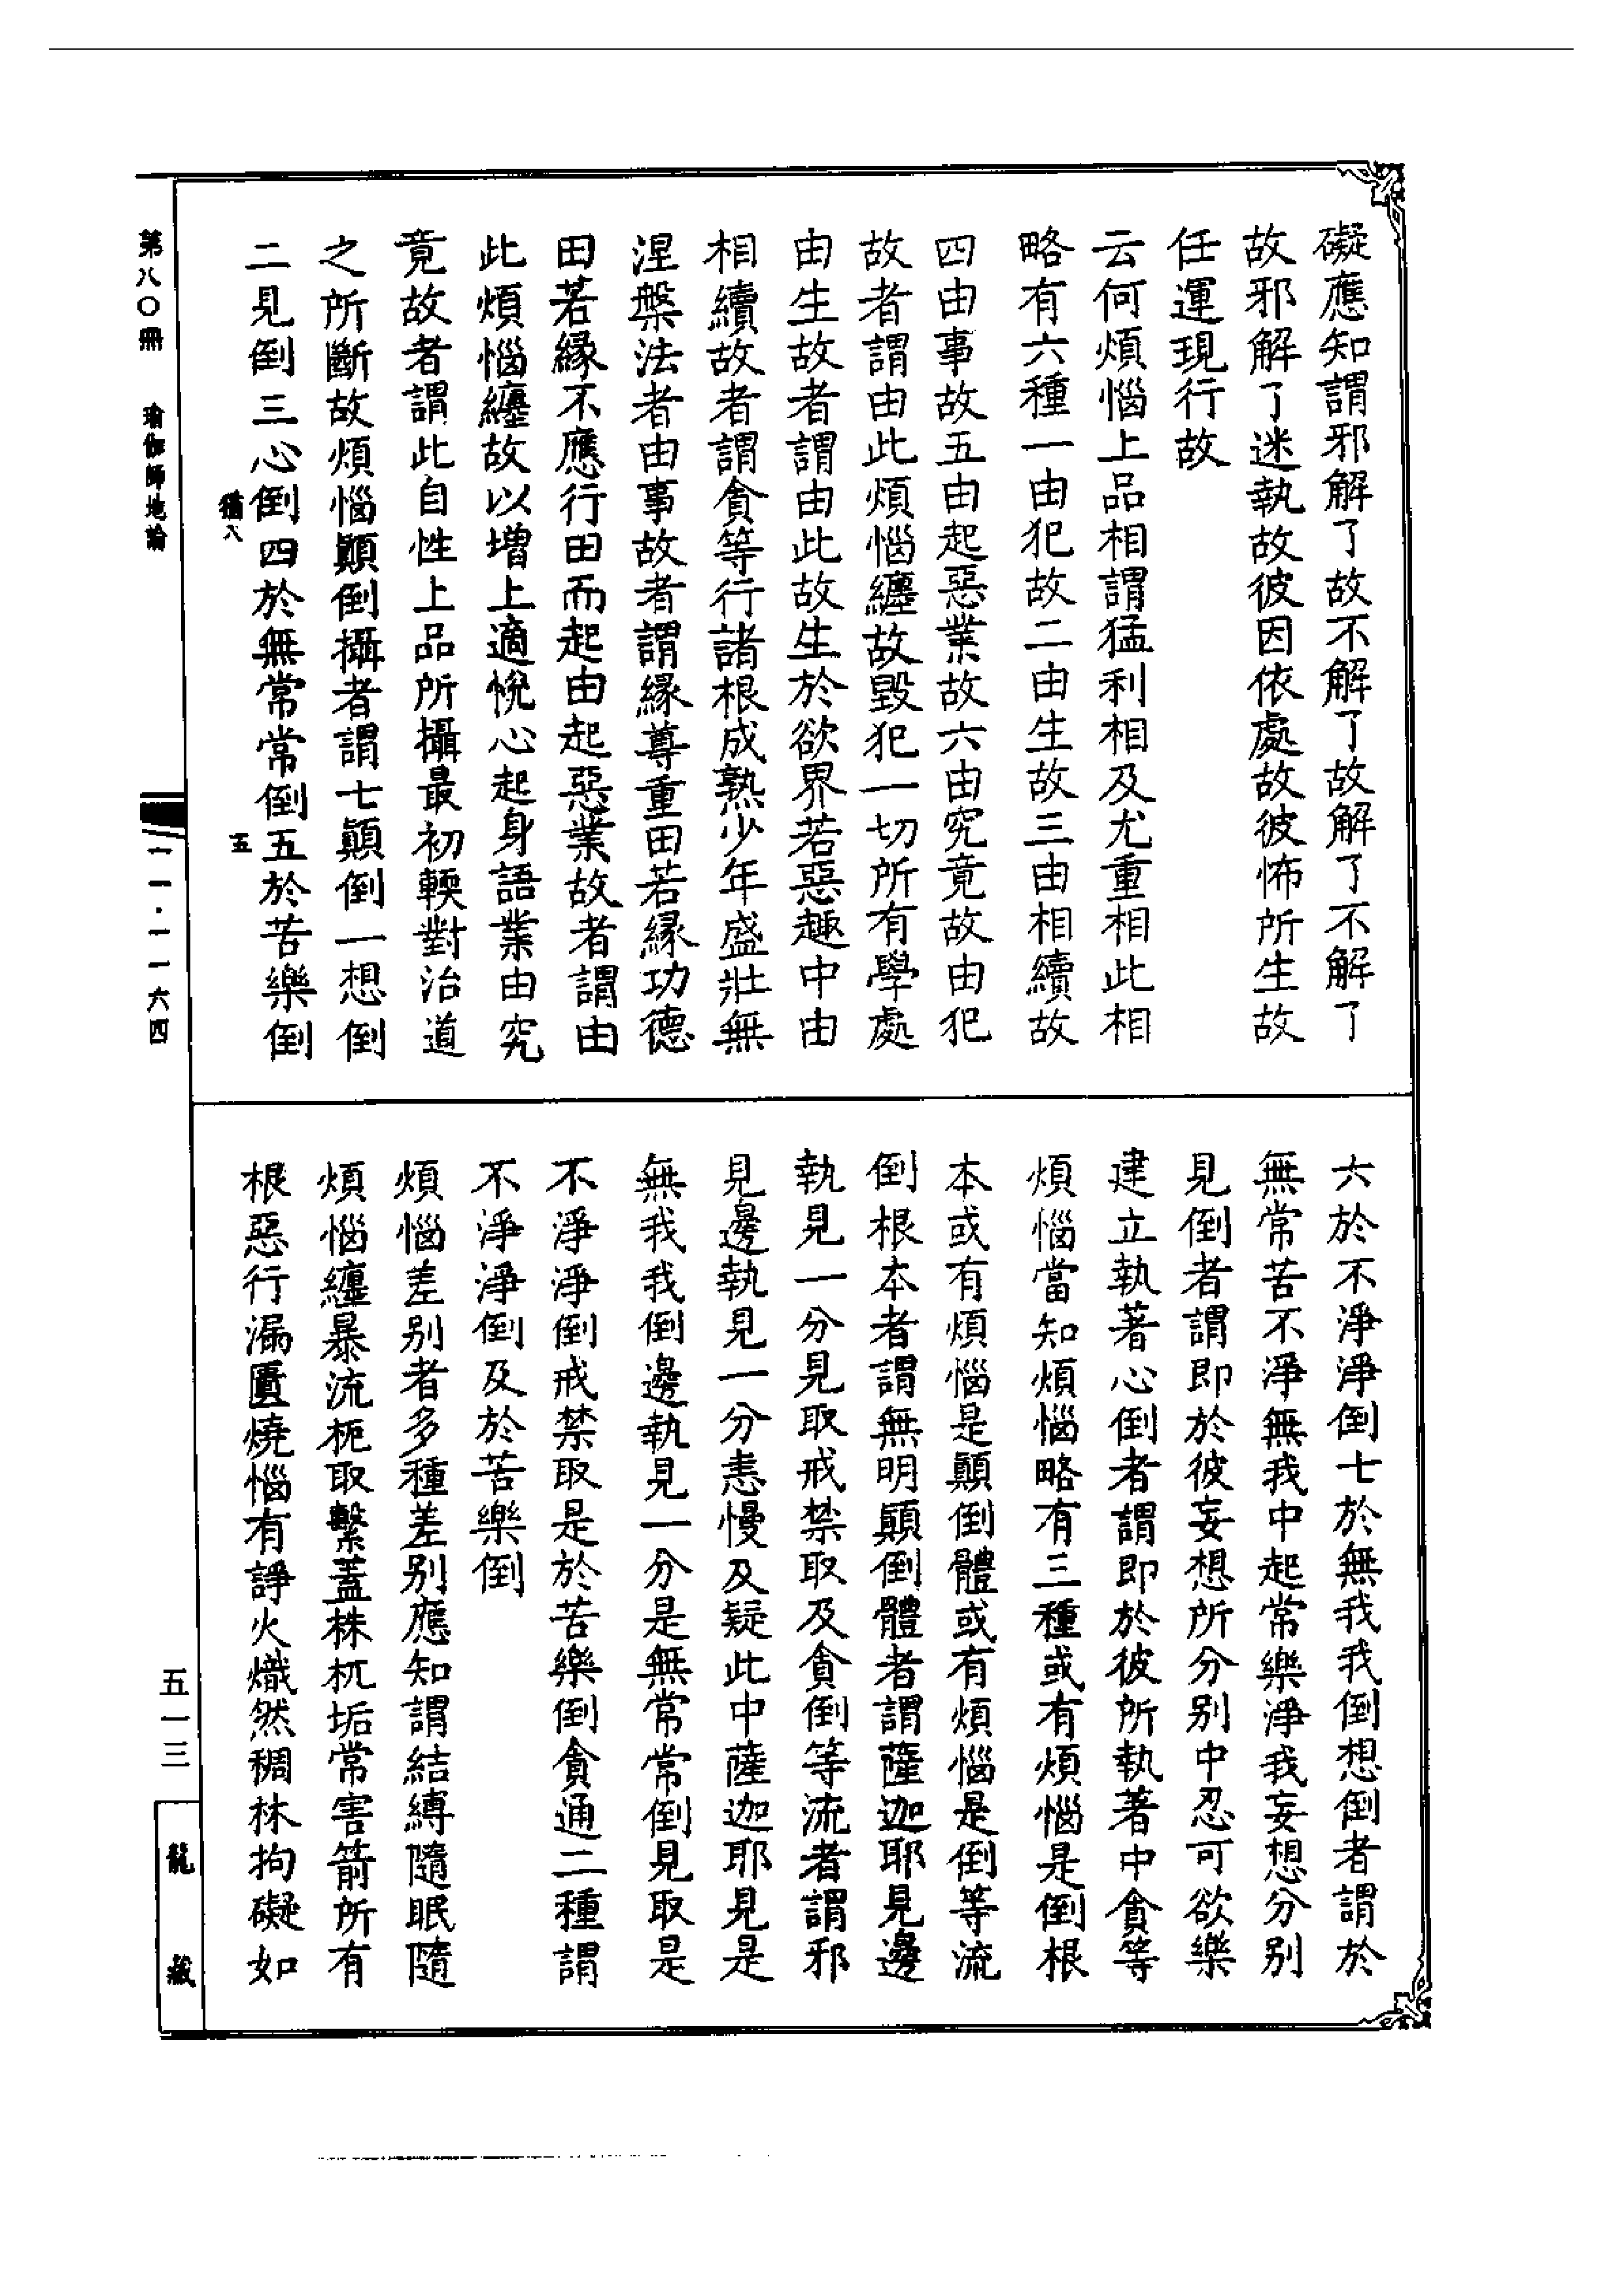 礙應知謂邪解了故不解了故解了不解了
故邪解了迷執故彼因依處故彼怖所生故
任運現行故
云何煩惱上品相謂猛利相及尤重相此相
略有六種一由犯故二由生故三由相續故
四由事故五由起惡業故六由究竟故由犯
故者謂由此煩惱纏故毀犯一切所有學處
由生故者謂由此故生於欲界若惡趣中由
相續故者謂貪等行諸根成熟少年盛壯無
涅槃法者由事故者謂緣尊重田若緣功德
田若緣不應行田而起由起惡業故者謂由
此煩惱纏故以增上適悅心起身語業由究
竟故者謂此自性上品所攝最初輭對治道
之所斷故煩惱顛倒攝者謂七顛倒一想倒
二見倒三心倒四於無常常倒五於苦樂倒
六於不淨淨倒七於無我我倒想倒者謂於
無常苦不淨無我中起常樂淨我妄想分別
見倒者謂即於彼妄想所分別中忍可欲樂
建立執著心倒者謂即於彼所執著中貪等
煩惱當知煩惱略有三種或有煩惱是倒根
本或有煩惱是顛倒體或有煩惱是倒等流
倒根本者謂無明顛倒體者謂薩迦耶見邊
執見一分見取戒禁取及貪倒等流者謂邪
見邊執見一分恚慢及疑此中薩迦耶見是
無我我倒邊執見一分是無常常倒見取是
不淨淨倒戒禁取是於苦樂倒貪通二種謂
不淨淨倒及於苦樂倒
煩惱差別者多種差別應知謂結縛隨眠隨
煩惱纏暴流枙取繫蓋株杌垢常害箭所有
根惡行漏匱燒惱有諍火熾然稠林拘礙如
第八〇冊 瑜伽師地論
五
一一·一一六四
五一三
龍藏